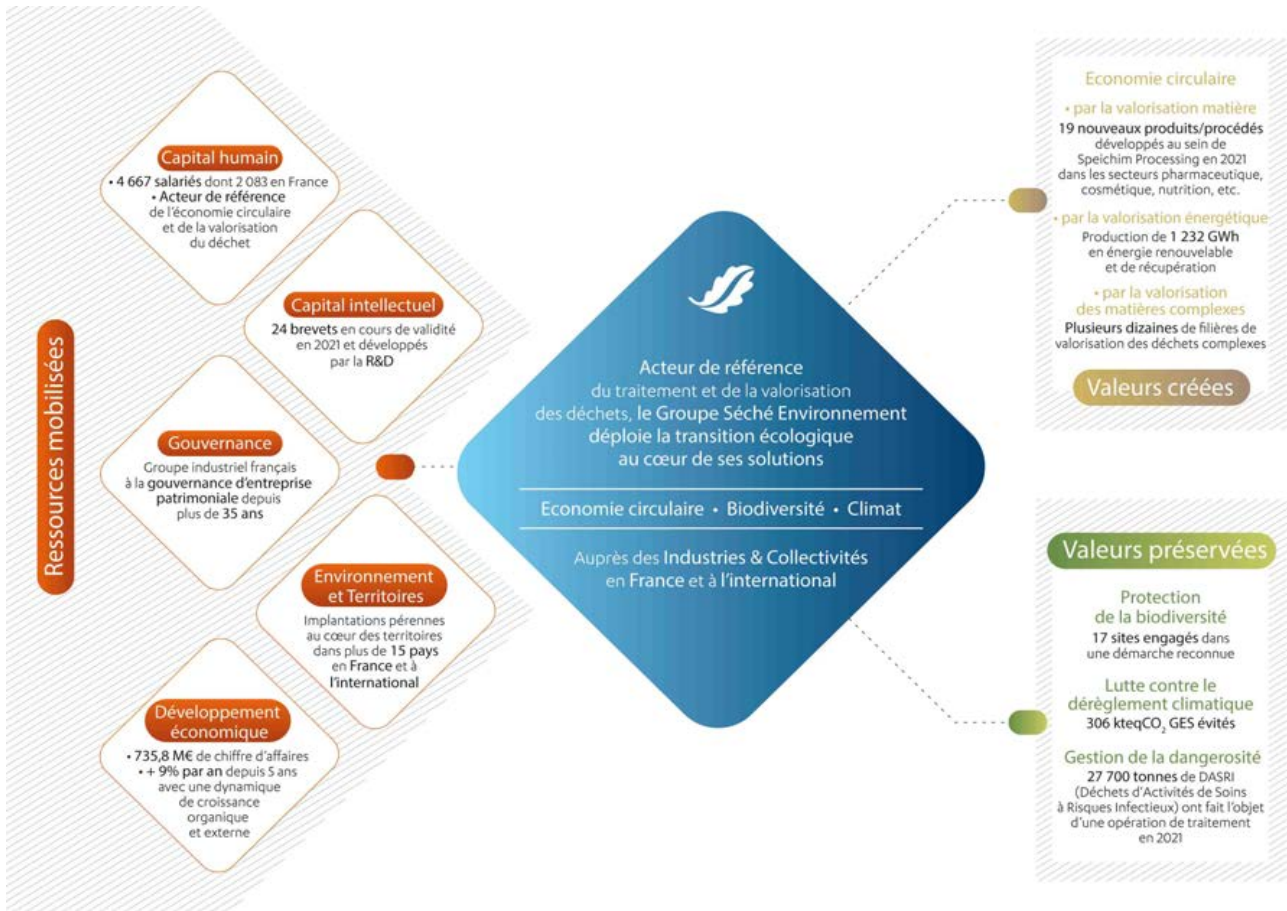 Ressources mobilisées
Capital humain
• 4 667 salariés dont 2 083 en France
• Acteur de référence
de l'économie circulaire
et de la valorisation
du déchet
Capital intellectuel
24 brevets en cours de validité
en 2021 et développés
par la R&D
Gouvernance
Groupe industriel français
à la gouvernance d'entreprise
patrimoniale depuis
plus de 35 ans
Environnement
et Territoires
Implantations pérennes
au cœur des territoires
dans plus de 15 pays
en France et à
l'international
Développement
économique
• 735,8 M€ de chiffre d'affaires
• + 9% par an depuis 5 ans
avec une dynamique
de croissance
organique
et externe
Acteur de référence
du traitement et de la valorisation
des déchets, le Groupe Séché Environnement
déploie la transition écologique
au cœur de ses solutions
Economie circulaire • Biodiversité • Climat
Auprès des Industries & Collectivités
en France et à l'international
Economie circulaire
• par la valorisation matière
19 nouveaux produits/procédés
développés au sein de
Speichim Processing en 2021
dans les secteurs pharmaceutique,
cosmétique, nutrition, etc.
• par la valorisation énergétique
Production de 1 232 GWh
en énergie renouvelable
et de récupération
• par la valorisation
des matières complexes
Plusieurs dizaines de filières de
valorisation des déchets complexes
Valeurs créées
Valeurs préservées
Protection
de la biodiversité
17 sites engagés dans
une démarche reconnue
Lutte contre le
dérèglement climatique
306 kteqCO₂ GES évités
Gestion de la dangerosité
27 700 tonnes de DASRI
(Déchets d'Activités de Soins
à Risques Infectieux) ont fait l'objet
d'une opération de traitement
en 2021